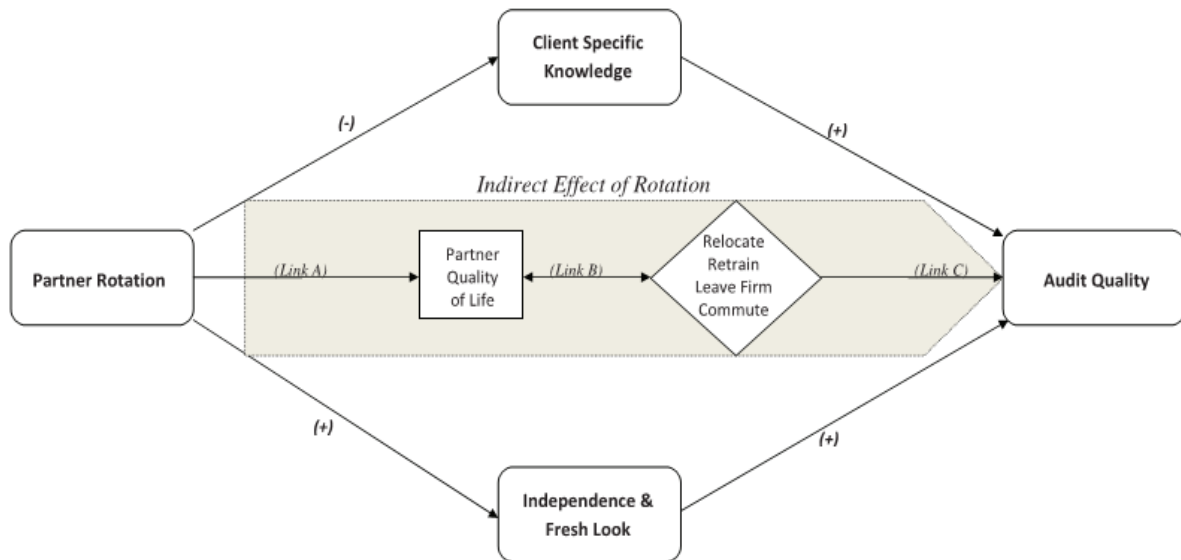 Client Specific
Knowledge
(-)
(+)
Indirect Effect of Rotation
Partner Rotation
(Link A)
Partner
Quality
of Life
(Link B)
Relocate
Retrain
Leave Firm
Commute
(Link C)
Audit Quality
(+)
(+)
Independence &
Fresh Look